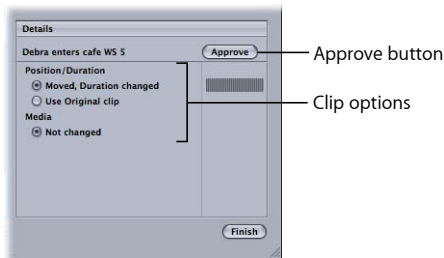 Details
Debra enters cafe WS 5
Approve
Approve button
Position/Duration
Moved, Duration changed
Use Original clip
Clip options
Media
Not changed
Finish